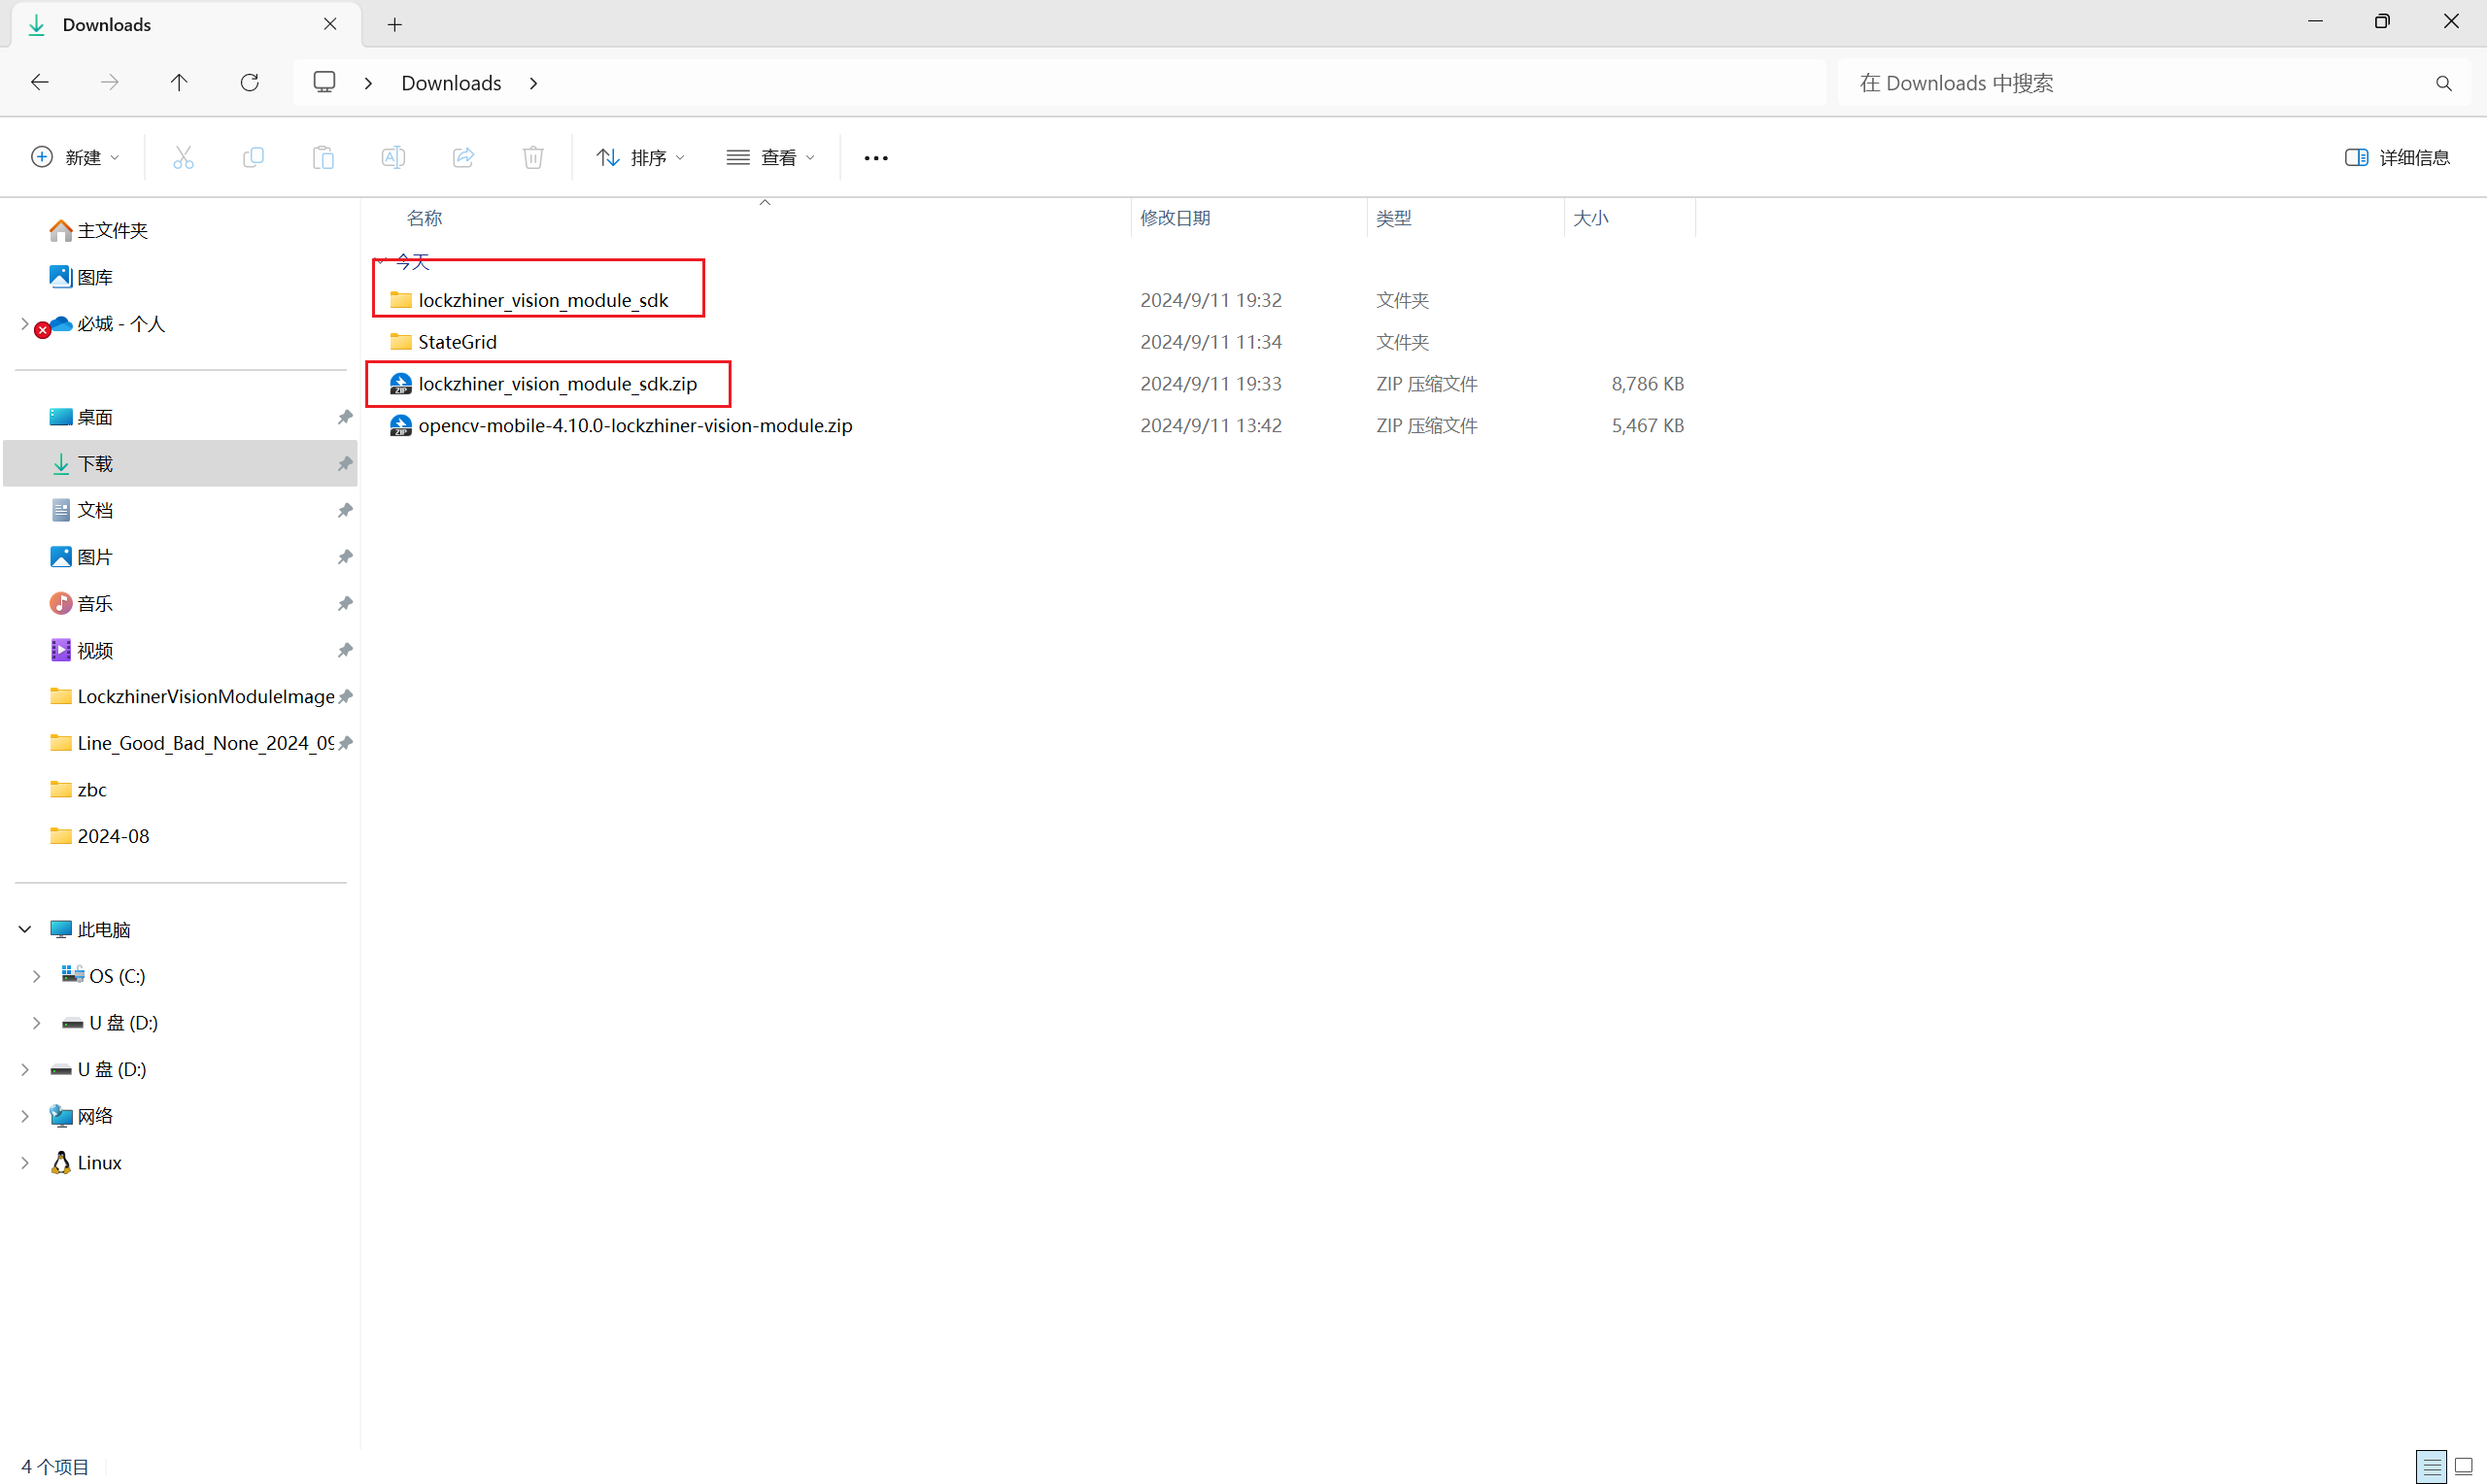 Downloads
Downloads
在 Downloads 中搜索
新建
排序
查看
详细信息
主文件夹
图库
必城 - 个人
桌面
下载
文档
图片
音乐
视频
LockzhinerVisionModuleImage
Line_Good_Bad_None_2024_09
zbc
2024-08
此电脑
OS (C:)
U 盘 (D:)
U 盘 (D:)
网络
Linux
名称 修改日期 类型 大小
今天
lockzhiner_vision_module_sdk 2024/9/11 19:32 文件夹
StateGrid 2024/9/11 11:34 文件夹
lockzhiner_vision_module_sdk.zip 2024/9/11 19:33 ZIP 压缩文件 8,786 KB
opencv-mobile-4.10.0-lockzhiner-vision-module.zip 2024/9/11 13:42 ZIP 压缩文件 5,467 KB
4 个项目